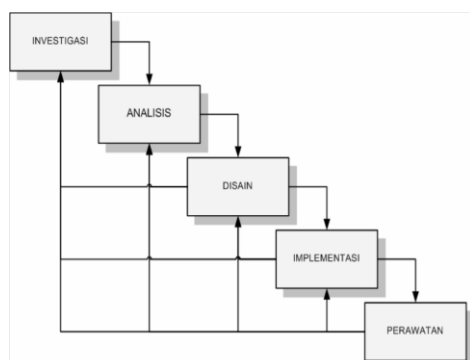 INVESTIGASI
ANALISIS
DISAIN
IMPLEMENTASI
PERAWATAN